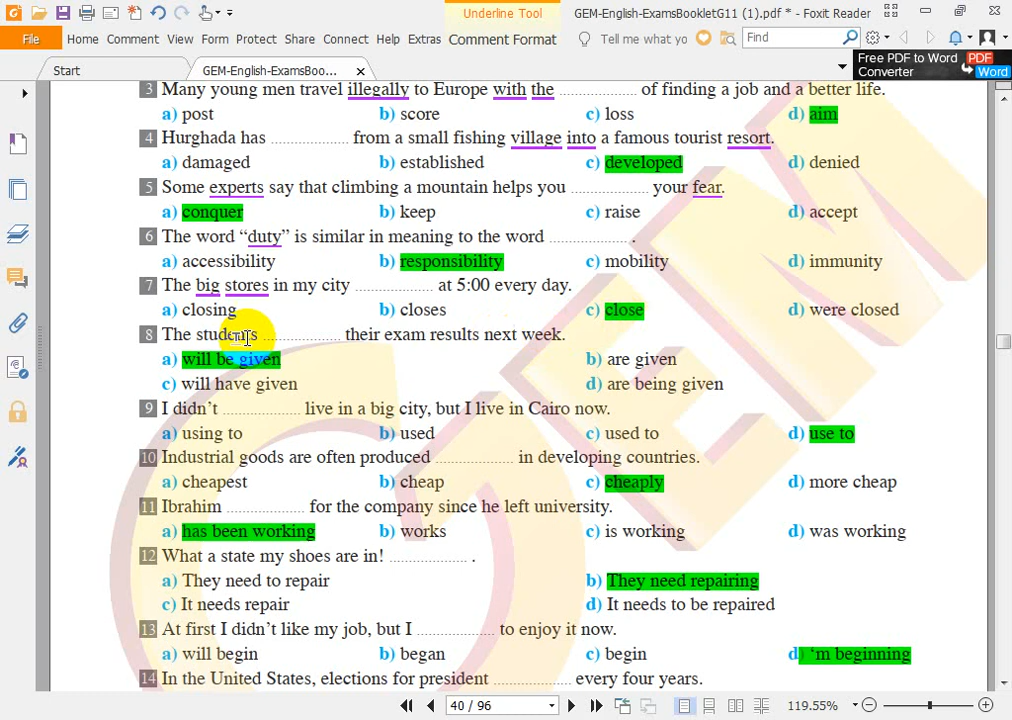 Underline Tool
GEM-English-ExamsBookletG11 (1).pdf * - Foxit Reader
File Home Comment View Form Protect Share Connect Help Extras Comment Format Tell me what yo Find
Start GEM-English-ExamsBoo... Free PDF to Word Converter PDF Word
3 Many young men travel illegally to Europe with the ..................... of finding a job and a better life.
a) post b) score c) loss d) aim
4 Hurghada has ..................... from a small fishing village into a famous tourist resort.
a) damaged b) established c) developed d) denied
5 Some experts say that climbing a mountain helps you ..................... your fear.
a) conquer b) keep c) raise d) accept
6 The word “duty” is similar in meaning to the word ..................... .
a) accessibility b) responsibility c) mobility d) immunity
7 The big stores in my city ..................... at 5:00 every day.
a) closing b) closes c) close d) were closed
8 The students ..................... their exam results next week.
a) will be given b) are given
c) will have given d) are being given
9 I didn’t ..................... live in a big city, but I live in Cairo now.
a) using to b) used c) used to d) use to
10 Industrial goods are often produced ..................... in developing countries.
a) cheapest b) cheap c) cheaply d) more cheap
11 Ibrahim ..................... for the company since he left university.
a) has been working b) works c) is working d) was working
12 What a state my shoes are in! ..................... .
a) They need to repair b) They need repairing
c) It needs repair d) It needs to be repaired
13 At first I didn’t like my job, but I ..................... to enjoy it now.
a) will begin b) began c) begin d) ‘m beginning
14 In the United States, elections for president ..................... every four years.
40 / 96 119.55%